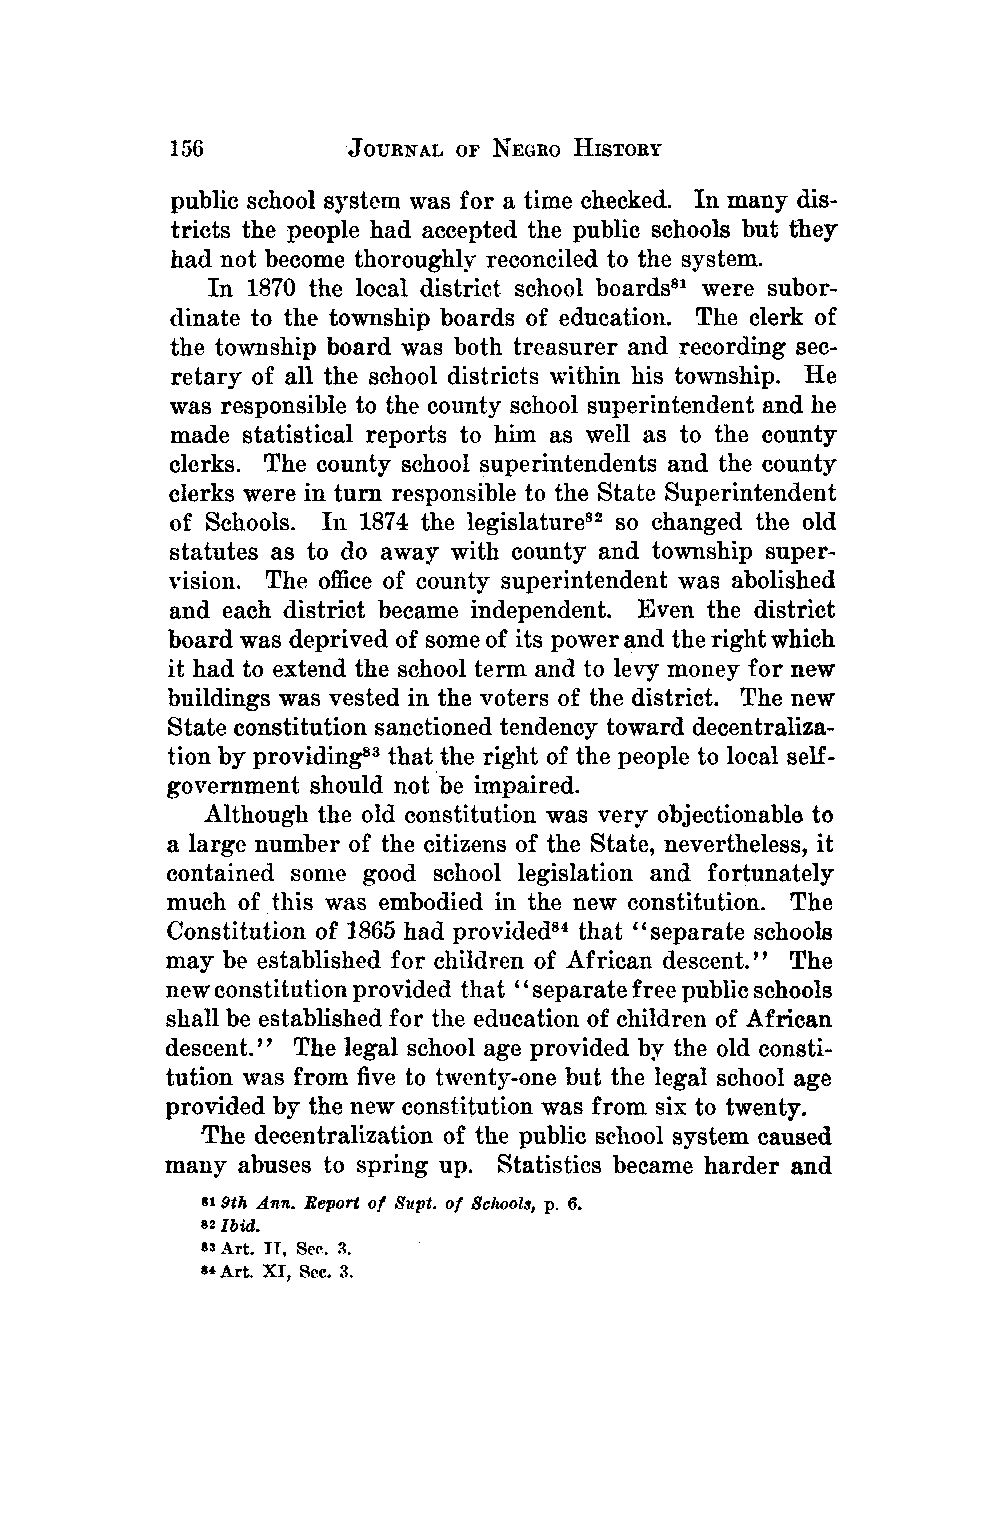 156 JOURNAL OF NEGRO HISTORY
public school system was for a time checked. In many dis-
tricts the people had accepted the public schools but they
had not become thoroughly reconciled to the system.
In 1870 the local district school boards⁸¹ were subor-
dinate to the township boards of education. The clerk of
the township board was both treasurer and recording sec-
retary of all the school districts within his township. He
was responsible to the county school superintendent and he
made statistical reports to him as well as to the county
clerks. The county school superintendents and the county
clerks were in turn responsible to the State Superintendent
of Schools. In 1874 the legislature⁸² so changed the old
statutes as to do away with county and township super-
vision. The office of county superintendent was abolished
and each district became independent. Even the district
board was deprived of some of its power and the right which
it had to extend the school term and to levy money for new
buildings was vested in the voters of the district. The new
State constitution sanctioned tendency toward decentraliza-
tion by providing⁸³ that the right of the people to local self-
government should not be impaired.
Although the old constitution was very objectionable to
a large number of the citizens of the State, nevertheless, it
contained some good school legislation and fortunately
much of this was embodied in the new constitution. The
Constitution of 1865 had provided⁸⁴ that “separate schools
may be established for children of African descent.” The
new constitution provided that “separate free public schools
shall be established for the education of children of African
descent.” The legal school age provided by the old consti-
tution was from five to twenty-one but the legal school age
provided by the new constitution was from six to twenty.
The decentralization of the public school system caused
many abuses to spring up. Statistics became harder and
⁸¹ 9th Ann. Report of Supt. of Schools, p. 6.
⁸² Ibid.
⁸³ Art. II, Sec. 3.
⁸⁴ Art. XI, Sec. 3.